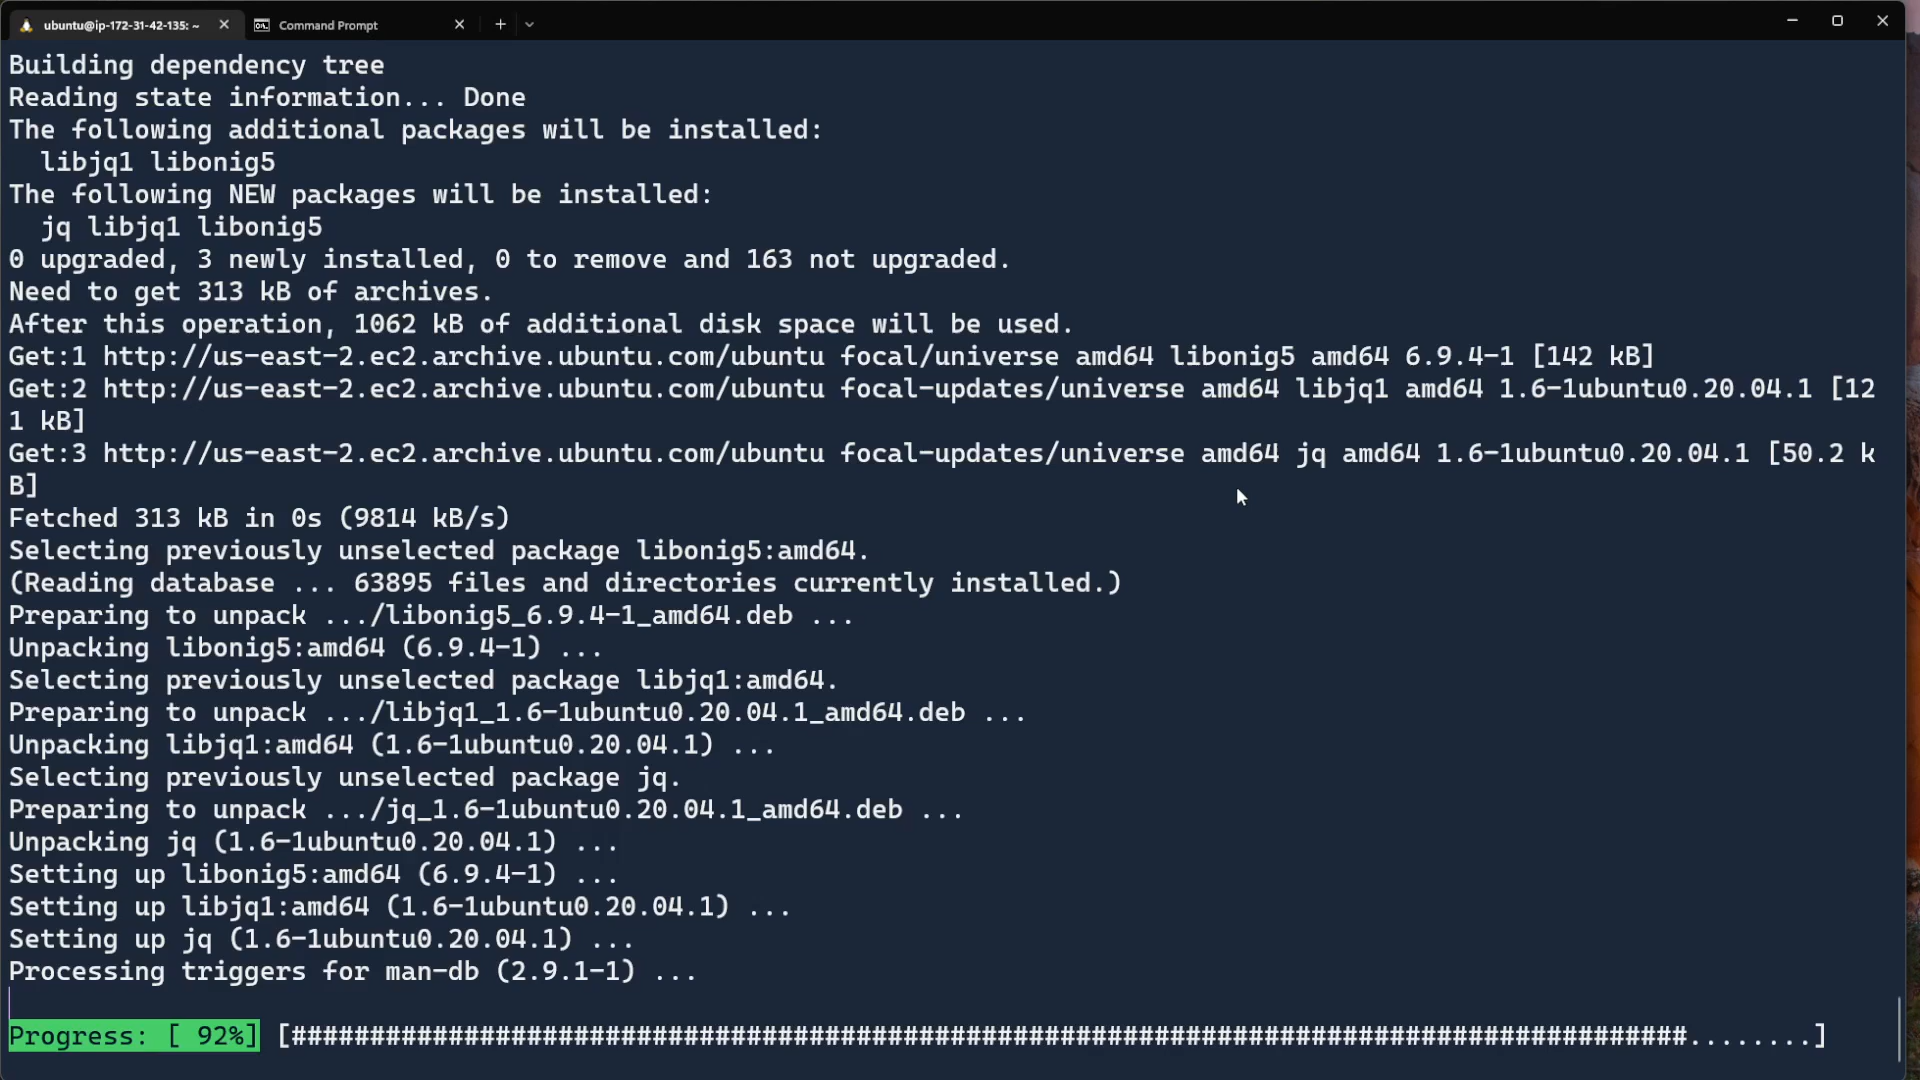 ubuntu@ip-172-31-42-135: ~
Command Prompt
Building dependency tree
Reading state information... Done
The following additional packages will be installed:
  libjq1 libonig5
The following NEW packages will be installed:
  jq libjq1 libonig5
0 upgraded, 3 newly installed, 0 to remove and 163 not upgraded.
Need to get 313 kB of archives.
After this operation, 1062 kB of additional disk space will be used.
Get:1 http://us-east-2.ec2.archive.ubuntu.com/ubuntu focal/universe amd64 libonig5 amd64 6.9.4-1 [142 kB]
Get:2 http://us-east-2.ec2.archive.ubuntu.com/ubuntu focal-updates/universe amd64 libjq1 amd64 1.6-1ubuntu0.20.04.1 [12
1 kB]
Get:3 http://us-east-2.ec2.archive.ubuntu.com/ubuntu focal-updates/universe amd64 jq amd64 1.6-1ubuntu0.20.04.1 [50.2 k
B]
Fetched 313 kB in 0s (9814 kB/s)
Selecting previously unselected package libonig5:amd64.
(Reading database ... 63895 files and directories currently installed.)
Preparing to unpack .../libonig5_6.9.4-1_amd64.deb ...
Unpacking libonig5:amd64 (6.9.4-1) ...
Selecting previously unselected package libjq1:amd64.
Preparing to unpack .../libjq1_1.6-1ubuntu0.20.04.1_amd64.deb ...
Unpacking libjq1:amd64 (1.6-1ubuntu0.20.04.1) ...
Selecting previously unselected package jq.
Preparing to unpack .../jq_1.6-1ubuntu0.20.04.1_amd64.deb ...
Unpacking jq (1.6-1ubuntu0.20.04.1) ...
Setting up libonig5:amd64 (6.9.4-1) ...
Setting up libjq1:amd64 (1.6-1ubuntu0.20.04.1) ...
Setting up jq (1.6-1ubuntu0.20.04.1) ...
Processing triggers for man-db (2.9.1-1) ...
Progress: [ 92%] [#########################################################################################........]